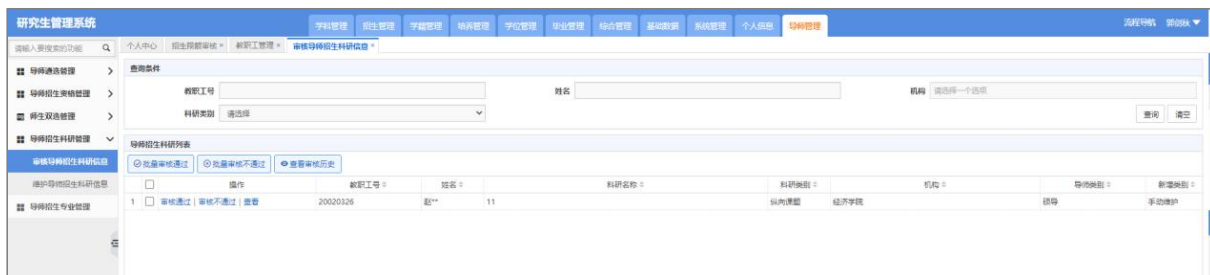 研究生管理系统
学科管理 招生管理 学籍管理 培养管理 学位管理 毕业管理 综合管理 基础数据 系统管理 个人信息 导师管理
流程导航
请输入要搜索的功能
个人中心 招生限额审核 × 教职工管理 × 审核导师招生科研信息 ×
导师遴选管理
导师招生资格管理
师生双选管理
导师招生科研管理
审核导师招生科研信息
维护导师招生科研信息
导师招生专业管理
查询条件
教职工号 姓名 机构 请选择一个选项
科研类别 请选择
查询 清空
导师招生科研列表
批量审核通过 批量审核不通过 查看审核历史
操作 教职工号 姓名 科研名称 科研类别 机构 导师类别 新增类别
1 审核通过 | 审核不通过 | 查看 20020326 赵** 11 纵向课题 经济学院 硕导 手动维护